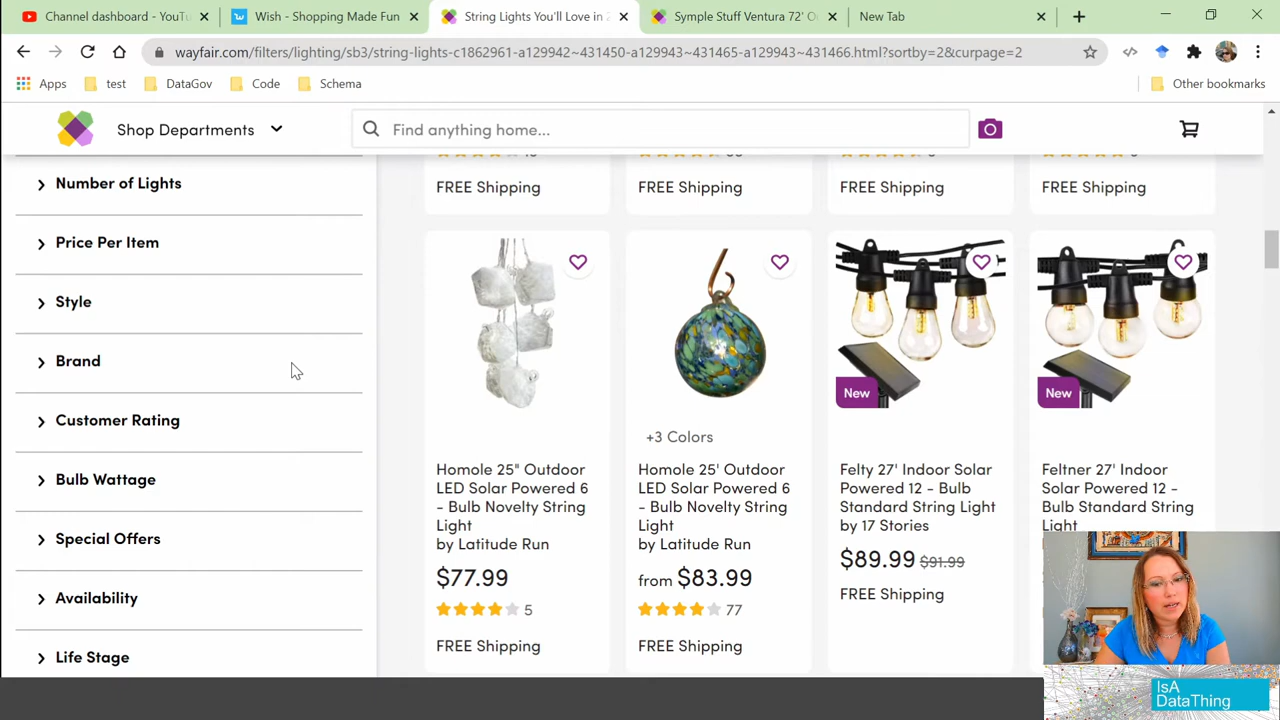 Channel dashboard - YouTu
Wish - Shopping Made Fun
String Lights You'll Love in 2
Symple Stuff Ventura 72' O
New Tab
wayfair.com/filters/lighting/sb3/string-lights-c1862961-a129942~431450-a129943~431465-a129943~431466.html?sortby=2&curpage=2
Apps
test
DataGov
Code
Schema
Other bookmarks
Shop Departments
Find anything home...
Number of Lights
Price Per Item
Style
Brand
Customer Rating
Bulb Wattage
Special Offers
Availability
Life Stage
FREE Shipping
FREE Shipping
FREE Shipping
FREE Shipping
Homole 25" Outdoor
LED Solar Powered 6
- Bulb Novelty String
Light
by Latitude Run
$77.99
5
FREE Shipping
+3 Colors
Homole 25' Outdoor
LED Solar Powered 6
- Bulb Novelty String
Light
by Latitude Run
from $83.99
77
FREE Shipping
New
Felty 27' Indoor Solar
Powered 12 - Bulb
Standard String Light
by 17 Stories
$89.99 $91.99
FREE Shipping
New
Feltner 27' Indoor
Solar Powered 12 -
Bulb Standard String
Light
IsA
DataThing